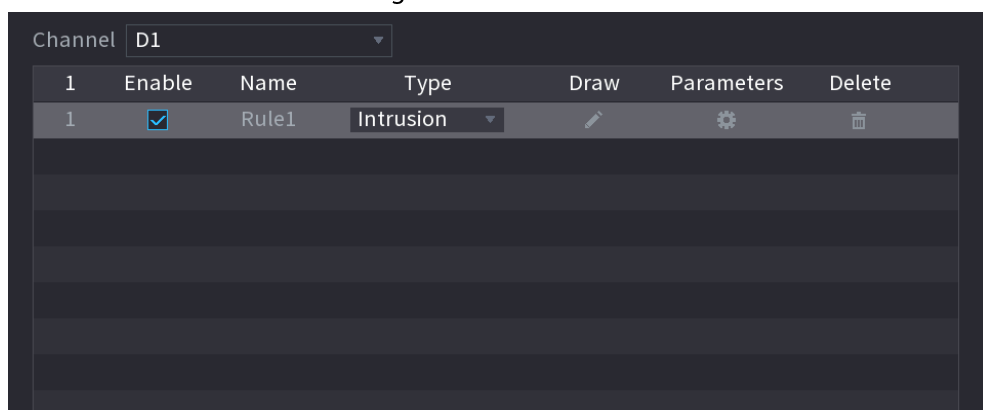 Channel D1
1 Enable Name Type Draw Parameters Delete
1 Rule1 Intrusion